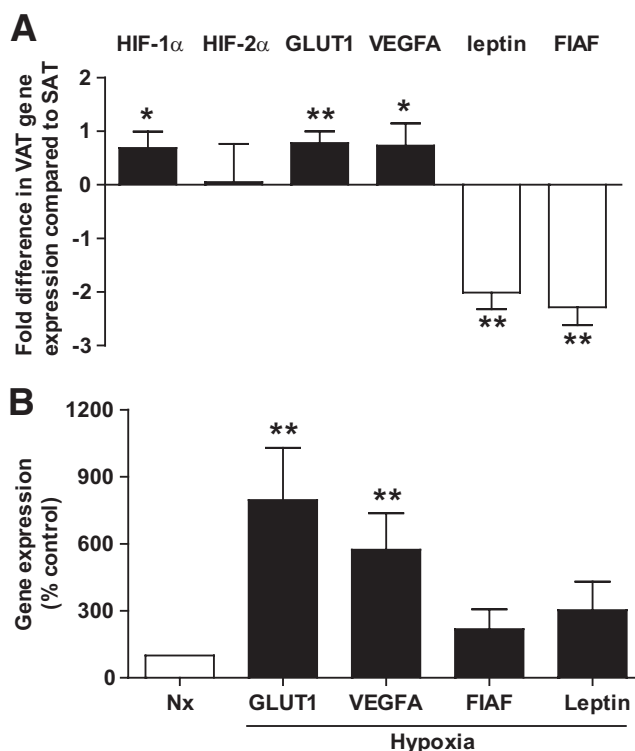 A
HIF-1α HIF-2α GLUT1 VEGFA leptin FIAF
Fold difference in VAT gene
expression compared to SAT
2
1
0
-1
-2
-3
* ** *
** **
B
Gene expression
(% control)
1200
900
600
300
0
** **
Nx GLUT1 VEGFA FIAF Leptin
Hypoxia